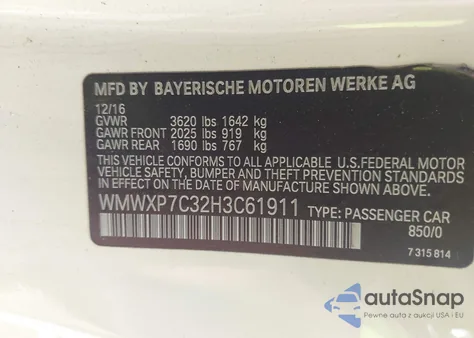 MFD BY BAYERISCHE MOTOREN WERKE AG
12/16
GVWR 3620 lbs 1642 kg
GAWR FRONT 2025 lbs 919 kg
GAWR REAR 1690 lbs 767 kg
THIS VEHICLE CONFORMS TO ALL APPLICABLE U.S.FEDERAL MOTOR
VEHICLE SAFETY, BUMPER AND THEFT PREVENTION STANDARDS
IN EFFECT ON THE DATE OF MANUFACTURE SHOWN ABOVE.
WMWXP7C32H3C61911 TYPE: PASSENGER CAR
850/0
7 315 814
autoSnap
Pewne auta z aukcji USA i EU